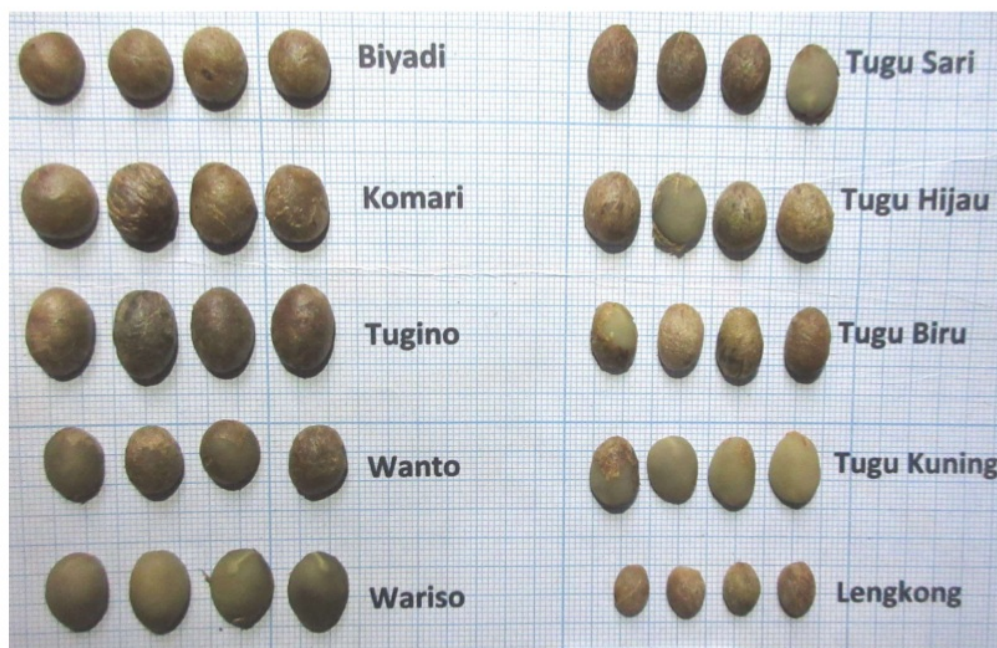 Biyadi
Komari
Tugino
Wanto
Wariso
Tugu Sari
Tugu Hijau
Tugu Biru
Tugu Kuning
Lengkong